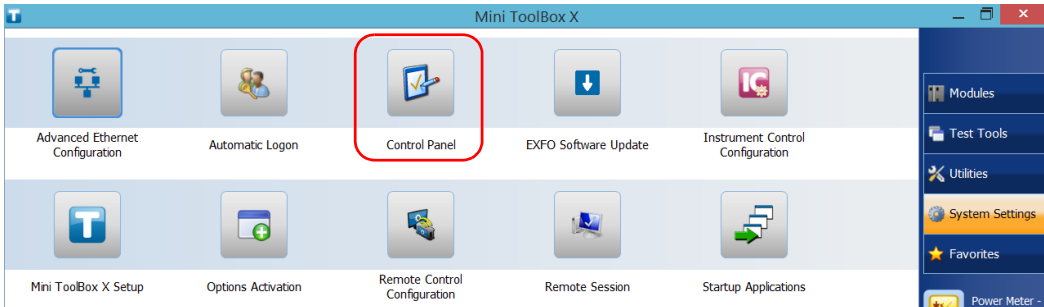 Mini ToolBox X
Advanced Ethernet
Configuration
Automatic Logon
Control Panel
EXFO Software Update
Instrument Control
Configuration
Mini ToolBox X Setup
Options Activation
Remote Control
Configuration
Remote Session
Startup Applications
Modules
Test Tools
Utilities
System Settings
Favorites
Power Meter -